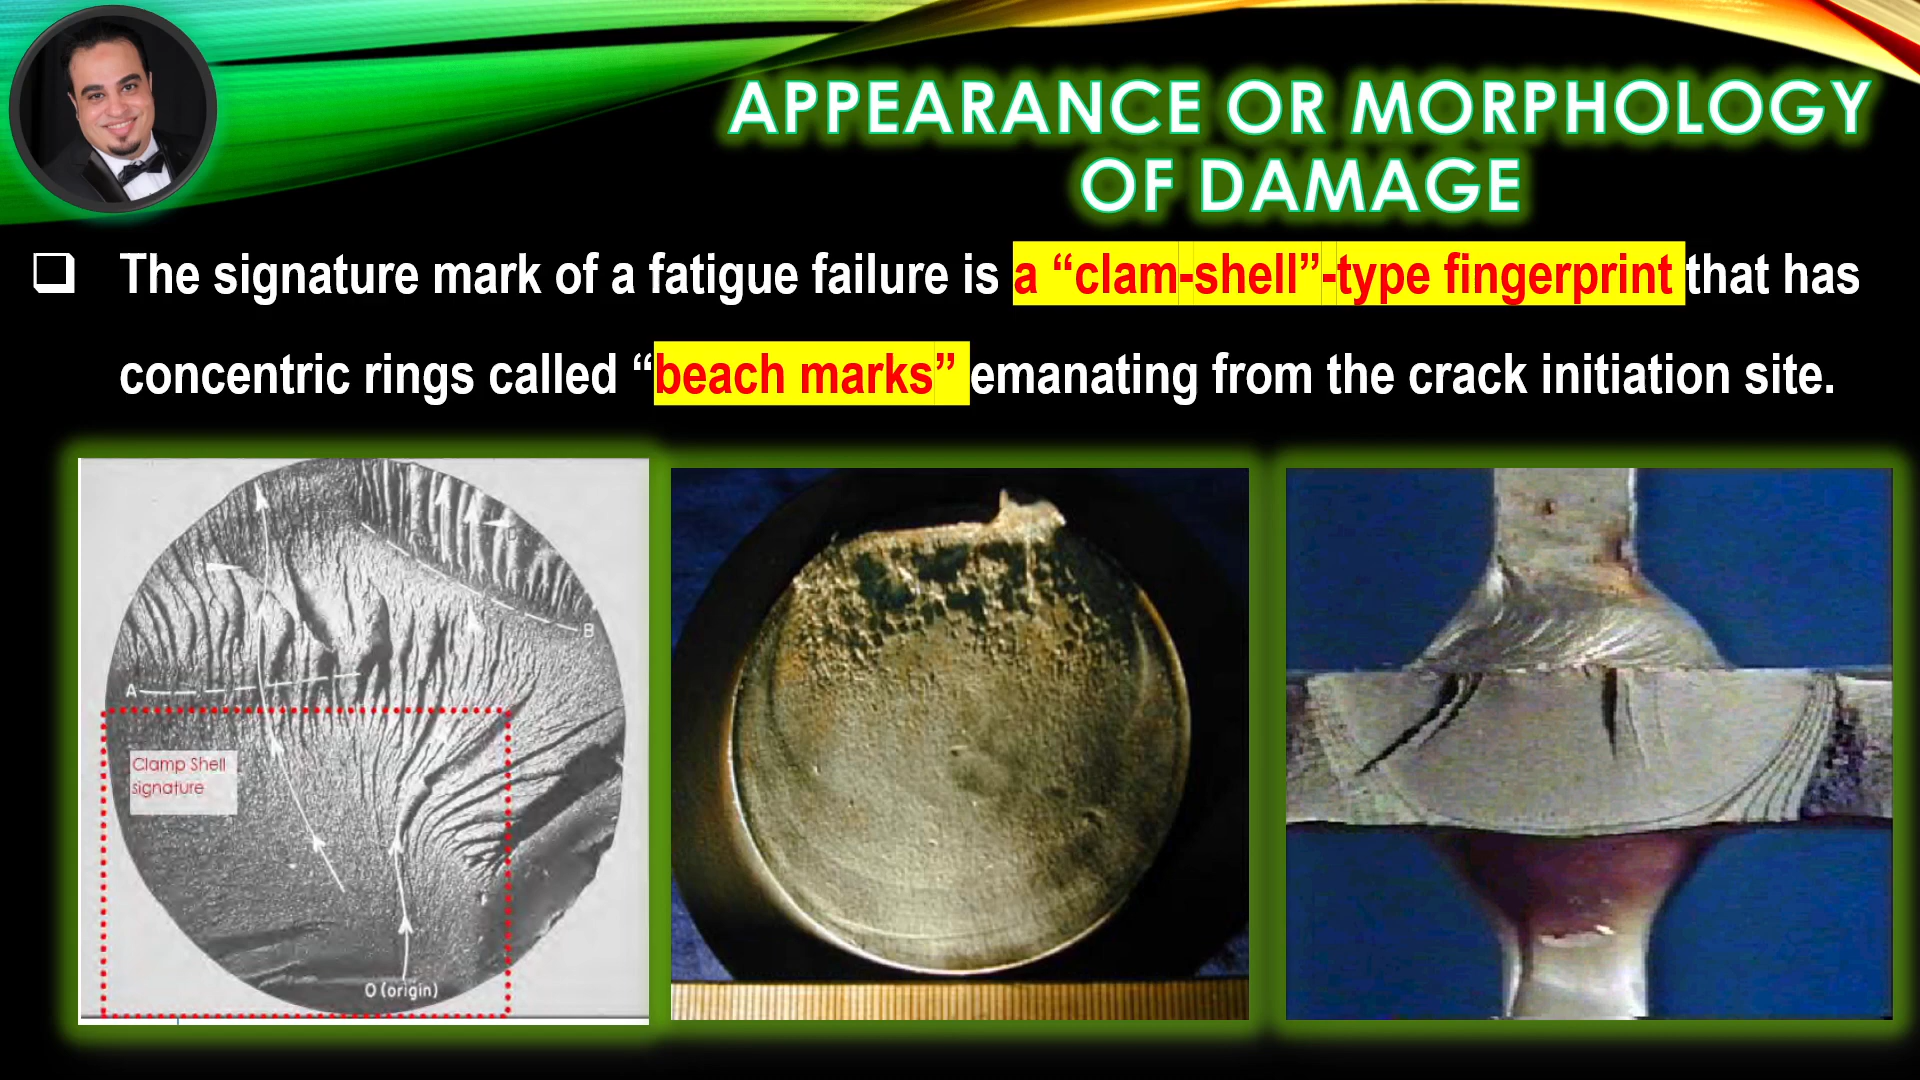 APPEARANCE OR MORPHOLOGY
OF DAMAGE
❑ The signature mark of a fatigue failure is a “clam-shell”-type fingerprint that has
concentric rings called “beach marks” emanating from the crack initiation site.
B
A
Clamp Shell
signature
O (origin)